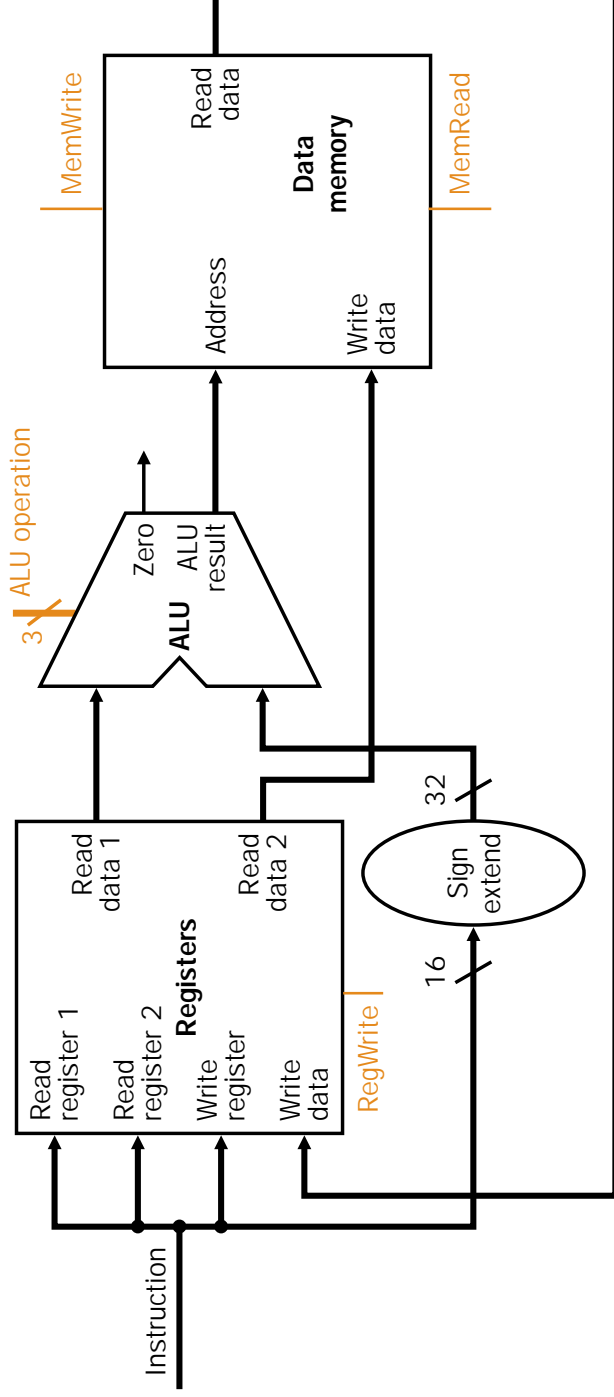 Instruction
Read
register 1
Read
register 2
Write
register
Write
data
Registers
Read
data 1
Read
data 2
RegWrite
16
Sign
extend
32
3
ALU operation
ALU
Zero
ALU
result
Address
Write
data
Read
data
Data
memory
MemWrite
MemRead